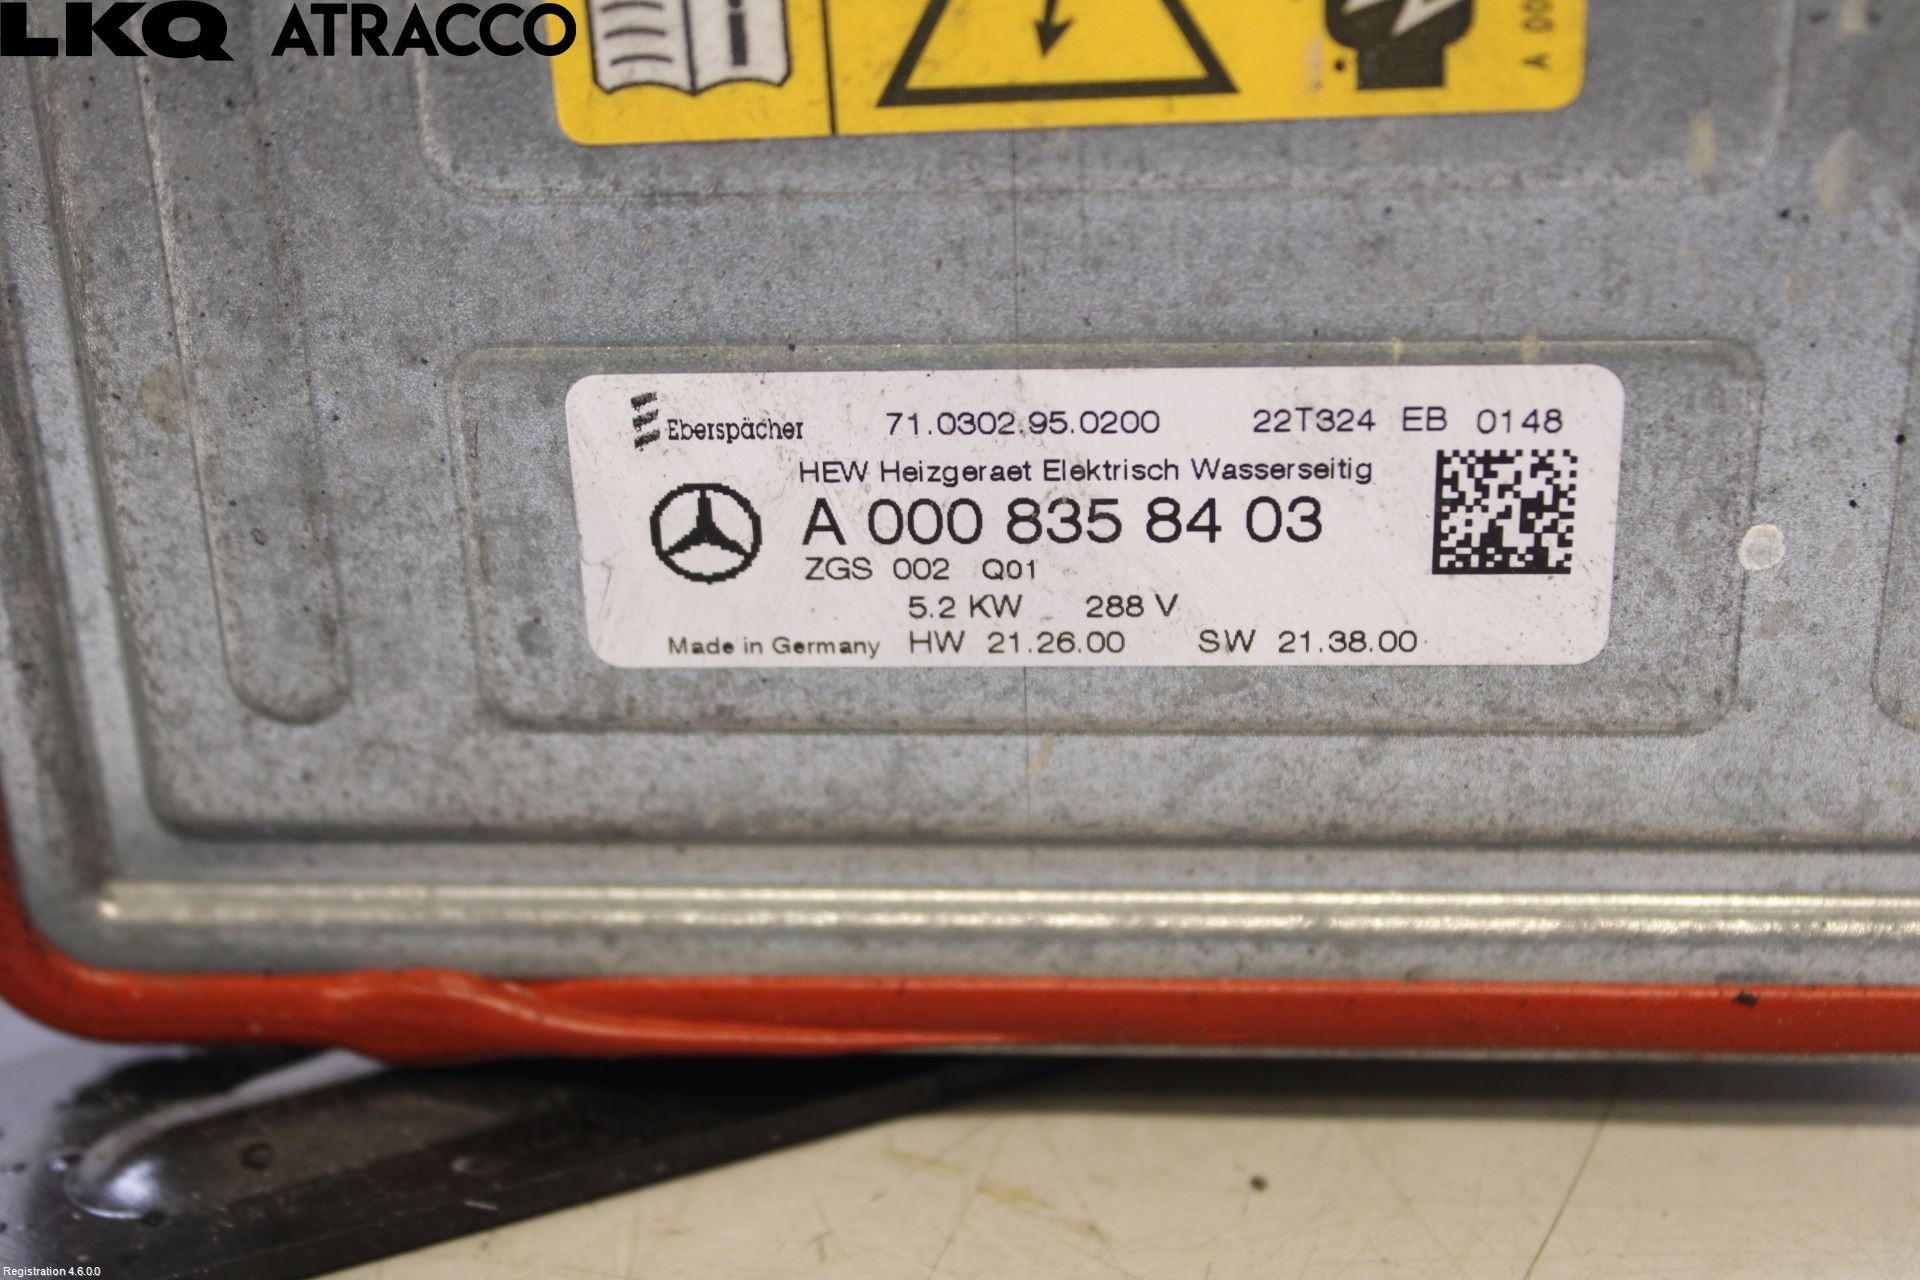 LKQ ATRACCO
Eberspächer 71.0302.95.0200 22T324 EB 0148
HEW Heizgeraet Elektrisch Wasserseitig
A 000 835 84 03
ZGS 002 Q01
5.2 KW 288 V
Made in Germany HW 21.26.00 SW 21.38.00
Registration 4.6.0.0